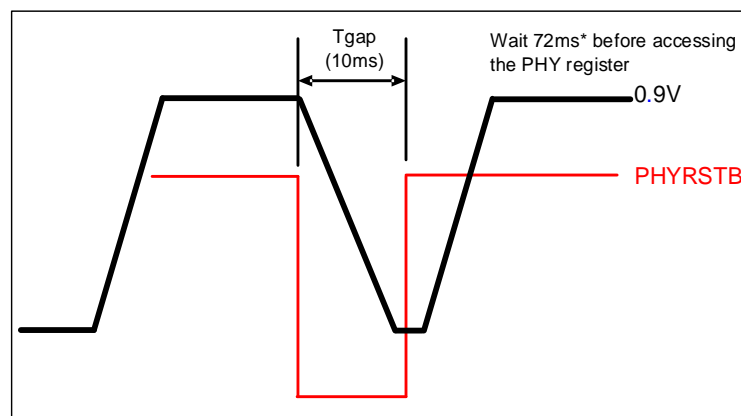 Tgap
(10ms)
Wait 72ms* before accessing
the PHY register
0.9V
PHYRSTB